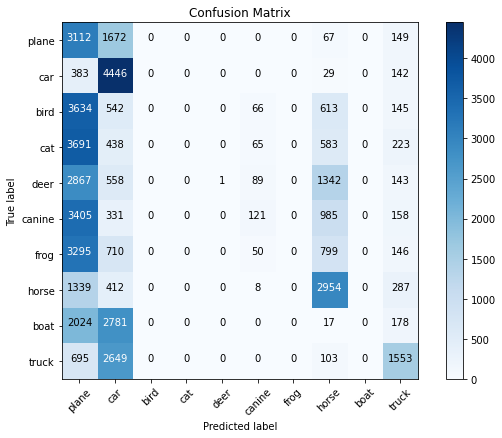 Confusion Matrix
True label
plane 3112 1672 0 0 0 0 0 67 0 149
car 383 4446 0 0 0 0 0 29 0 142
bird 3634 542 0 0 0 66 0 613 0 145
cat 3691 438 0 0 0 65 0 583 0 223
deer 2867 558 0 0 1 89 0 1342 0 143
canine 3405 331 0 0 0 121 0 985 0 158
frog 3295 710 0 0 0 50 0 799 0 146
horse 1339 412 0 0 0 8 0 2954 0 287
boat 2024 2781 0 0 0 0 0 17 0 178
truck 695 2649 0 0 0 0 0 103 0 1553
plane car bird cat deer canine frog horse boat truck
Predicted label
4000
3500
3000
2500
2000
1500
1000
500
0